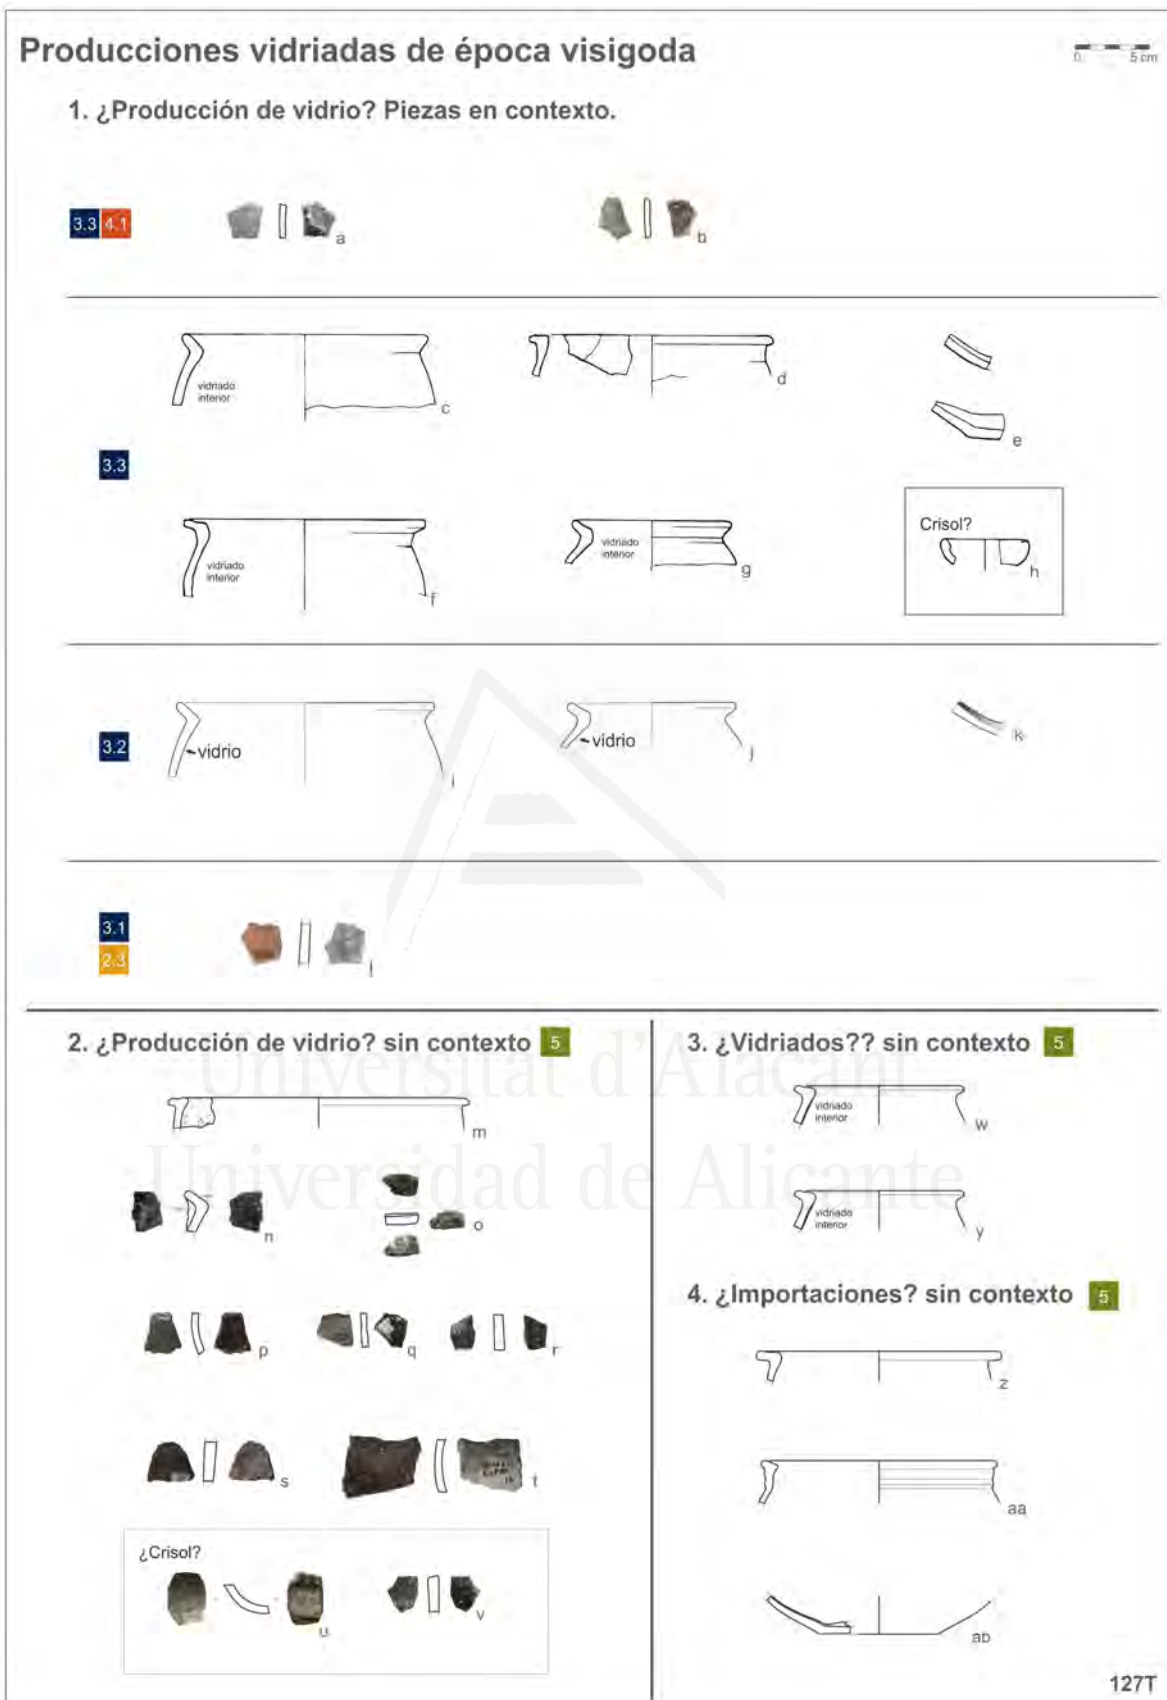 Producciones vidriadas de época visigoda
0 5 cm
1. ¿Producción de vidrio? Piezas en contexto.
3.3 4.1
a
b
vidriado
interior
c
d
e
3.3
vidriado
interior
f
vidriado
interior
g
Crisol?
h
3.2
vidrio
i
vidrio
j
k
3.1
2.3
l
2. ¿Producción de vidrio? sin contexto 5
m
n
o
p
q
r
s
t
¿Crisol?
u
v
3. ¿Vidriados?? sin contexto 5
vidriado
interior
w
vidriado
interior
y
4. ¿Importaciones? sin contexto 5
z
aa
ab
127T
Universitat d'Alacant
Universidad de Alicante